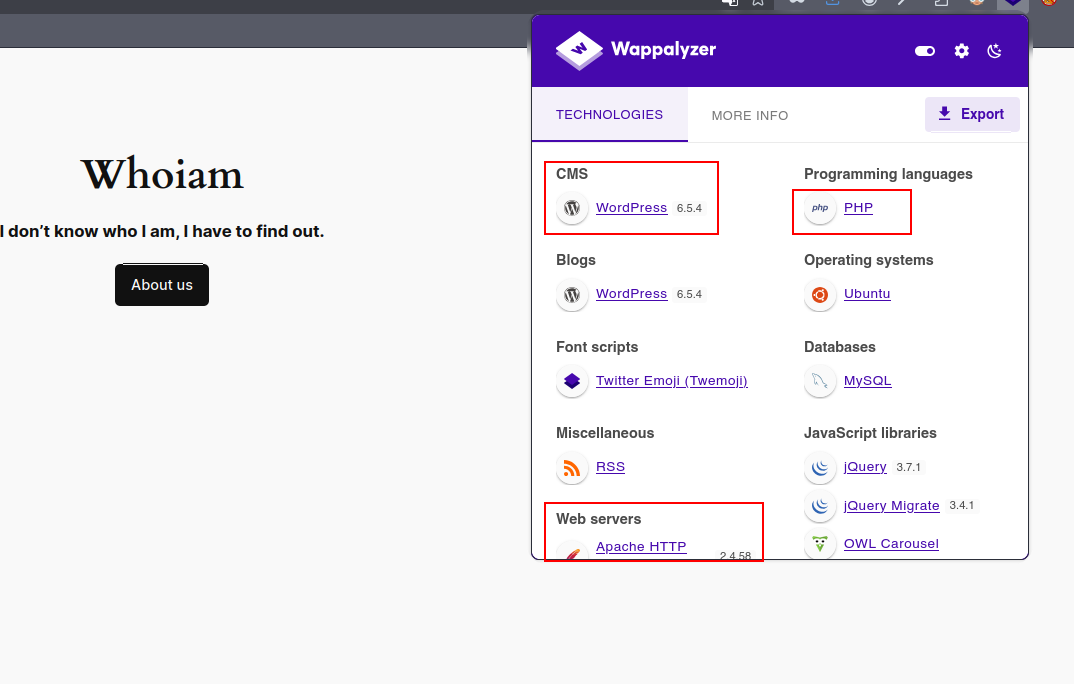 Whoiam
I don't know who I am, I have to find out.
About us
Wappalyzer
TECHNOLOGIES
MORE INFO
Export
CMS
WordPress 6.5.4
Blogs
WordPress 6.5.4
Font scripts
Twitter Emoji (Twemoji)
Miscellaneous
RSS
Web servers
Apache HTTP
2.4.58
Programming languages
php PHP
Operating systems
Ubuntu
Databases
MySQL
JavaScript libraries
jQuery 3.7.1
jQuery Migrate 3.4.1
OWL Carousel